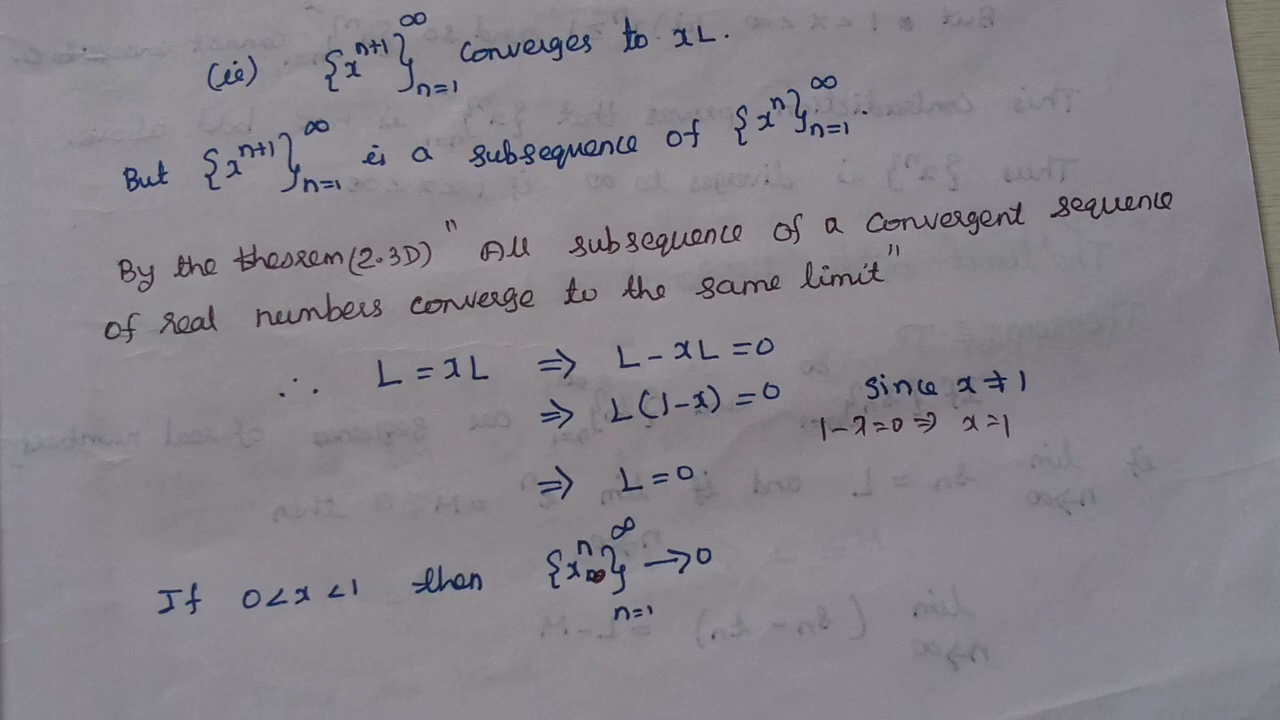 (ie). {x^{n+1}}_{n=1}^∞ converges to xL.
But {x^{n+1}}_{n=1}^∞ is a subsequence of {x^n}_{n=1}^∞.
By the theorem (2.3D) " All subsequence of a convergent sequence
of real numbers converge to the same limit"
∴ L = xL ⇒ L - xL = 0
⇒ L(1-x) = 0 since x ≠ 1
1-x=0 ⇒ x=1
⇒ L = 0.
If 0<x<1 then {x^n}_{n=1}^∞ → 0